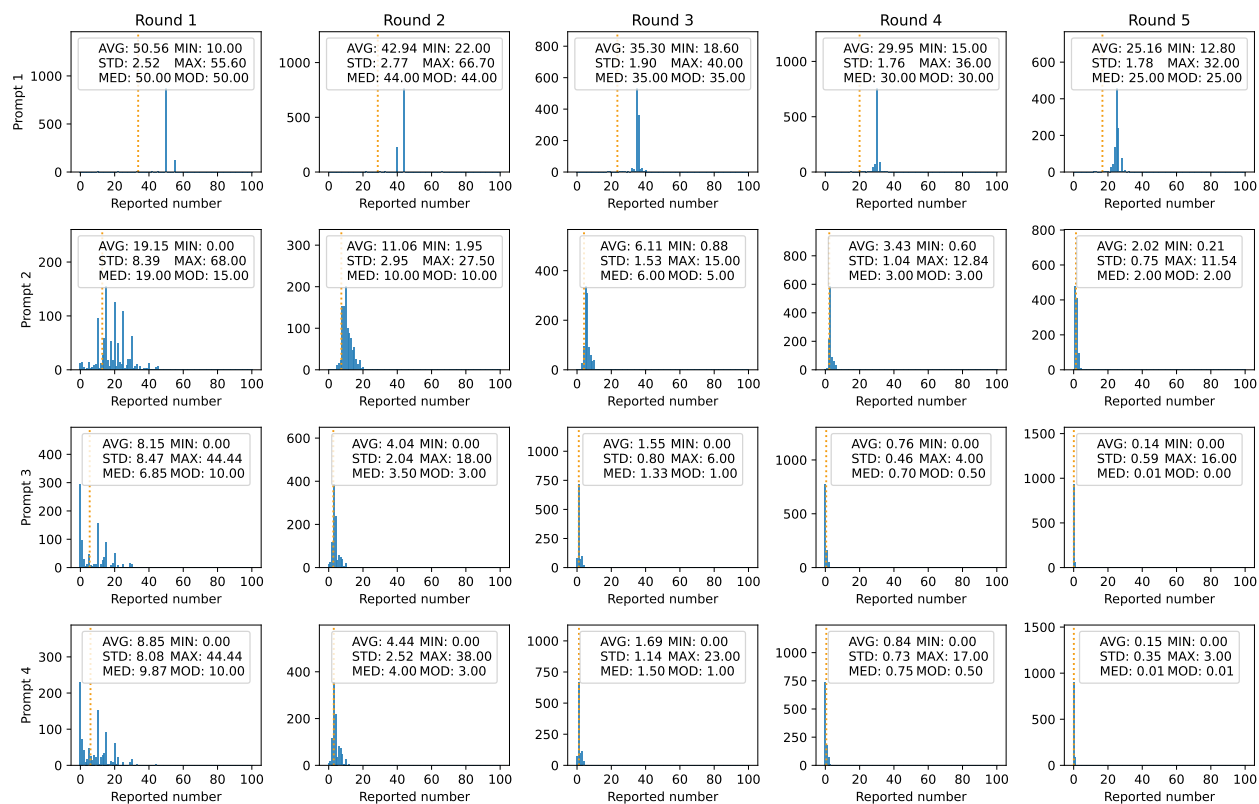 Round 1
Round 2
Round 3
Round 4
Round 5
Prompt 1
AVG: 50.56 MIN: 10.00
STD: 2.52 MAX: 55.60
MED: 50.00 MOD: 50.00
1000
500
0
0 20 40 60 80 100
Reported number
AVG: 42.94 MIN: 22.00
STD: 2.77 MAX: 66.70
MED: 44.00 MOD: 44.00
1000
500
0
0 20 40 60 80 100
Reported number
AVG: 35.30 MIN: 18.60
STD: 1.90 MAX: 40.00
MED: 35.00 MOD: 35.00
800
600
400
200
0
0 20 40 60 80 100
Reported number
AVG: 29.95 MIN: 15.00
STD: 1.76 MAX: 36.00
MED: 30.00 MOD: 30.00
1000
500
0
0 20 40 60 80 100
Reported number
AVG: 25.16 MIN: 12.80
STD: 1.78 MAX: 32.00
MED: 25.00 MOD: 25.00
600
400
200
0
0 20 40 60 80 100
Reported number
Prompt 2
AVG: 19.15 MIN: 0.00
STD: 8.39 MAX: 68.00
MED: 19.00 MOD: 15.00
200
100
0
0 20 40 60 80 100
Reported number
AVG: 11.06 MIN: 1.95
STD: 2.95 MAX: 27.50
MED: 10.00 MOD: 10.00
300
200
100
0
0 20 40 60 80 100
Reported number
AVG: 6.11 MIN: 0.88
STD: 1.53 MAX: 15.00
MED: 6.00 MOD: 5.00
400
200
0
0 20 40 60 80 100
Reported number
AVG: 3.43 MIN: 0.60
STD: 1.04 MAX: 12.84
MED: 3.00 MOD: 3.00
800
600
400
200
0
0 20 40 60 80 100
Reported number
AVG: 2.02 MIN: 0.21
STD: 0.75 MAX: 11.54
MED: 2.00 MOD: 2.00
800
600
400
200
0
0 20 40 60 80 100
Reported number
Prompt 3
AVG: 8.15 MIN: 0.00
STD: 8.47 MAX: 44.44
MED: 6.85 MOD: 10.00
400
300
200
100
0
0 20 40 60 80 100
Reported number
AVG: 4.04 MIN: 0.00
STD: 2.04 MAX: 18.00
MED: 3.50 MOD: 3.00
600
400
200
0
0 20 40 60 80 100
Reported number
AVG: 1.55 MIN: 0.00
STD: 0.80 MAX: 6.00
MED: 1.33 MOD: 1.00
1000
750
500
250
0
0 20 40 60 80 100
Reported number
AVG: 0.76 MIN: 0.00
STD: 0.46 MAX: 4.00
MED: 0.70 MOD: 0.50
1000
500
0
0 20 40 60 80 100
Reported number
AVG: 0.14 MIN: 0.00
STD: 0.59 MAX: 16.00
MED: 0.01 MOD: 0.00
1500
1000
500
0
0 20 40 60 80 100
Reported number
Prompt 4
AVG: 8.85 MIN: 0.00
STD: 8.08 MAX: 44.44
MED: 9.87 MOD: 10.00
300
200
100
0
0 20 40 60 80 100
Reported number
AVG: 4.44 MIN: 0.00
STD: 2.52 MAX: 38.00
MED: 4.00 MOD: 3.00
400
200
0
0 20 40 60 80 100
Reported number
AVG: 1.69 MIN: 0.00
STD: 1.14 MAX: 23.00
MED: 1.50 MOD: 1.00
1000
750
500
250
0
0 20 40 60 80 100
Reported number
AVG: 0.84 MIN: 0.00
STD: 0.73 MAX: 17.00
MED: 0.75 MOD: 0.50
1000
750
500
250
0
0 20 40 60 80 100
Reported number
AVG: 0.15 MIN: 0.00
STD: 0.35 MAX: 3.00
MED: 0.01 MOD: 0.01
1500
1000
500
0
0 20 40 60 80 100
Reported number